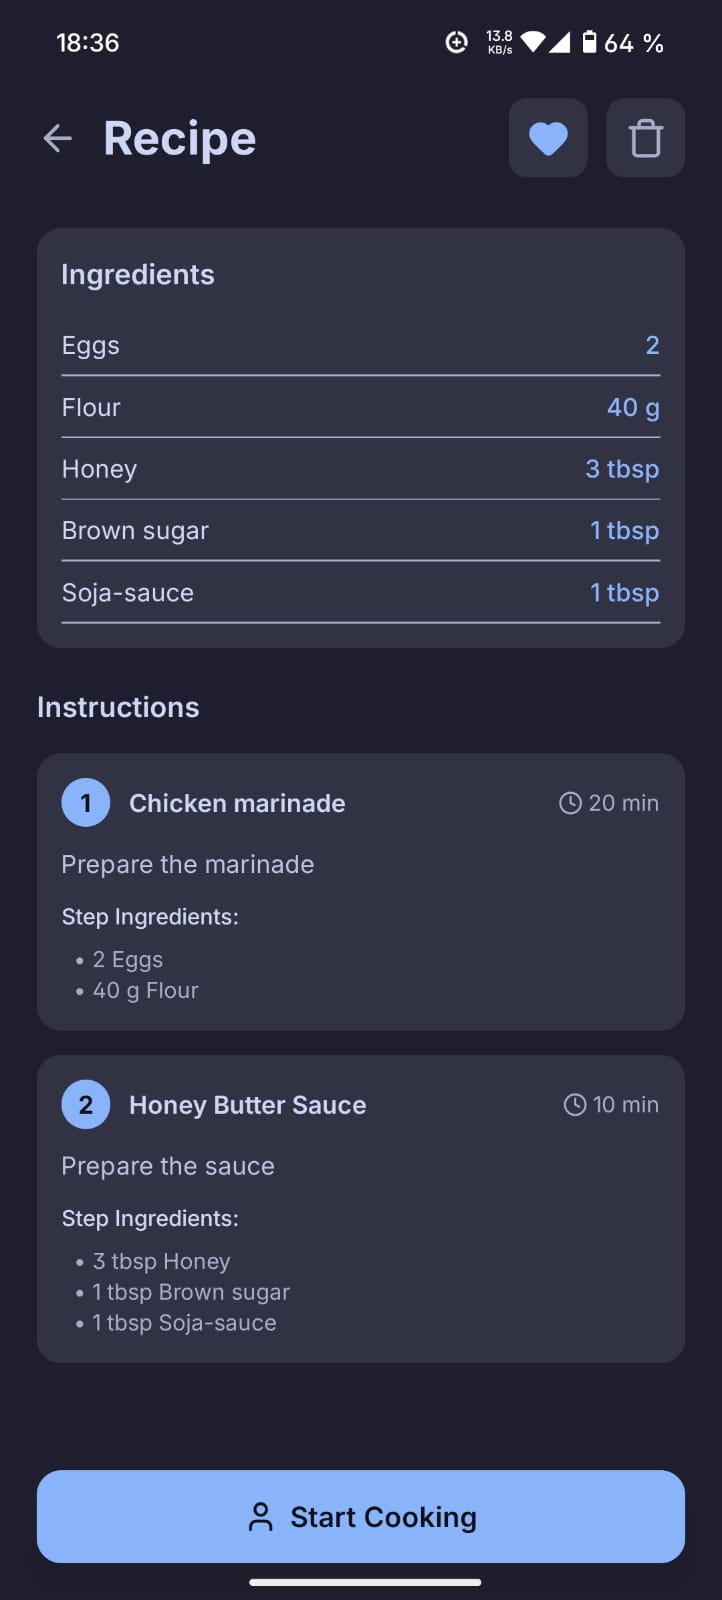 18:36
13.8
KB/s
64 %
Recipe
Ingredients
Eggs 2
Flour 40 g
Honey 3 tbsp
Brown sugar 1 tbsp
Soja-sauce 1 tbsp
Instructions
1 Chicken marinade 20 min
Prepare the marinade
Step Ingredients:
• 2 Eggs
• 40 g Flour
2 Honey Butter Sauce 10 min
Prepare the sauce
Step Ingredients:
• 3 tbsp Honey
• 1 tbsp Brown sugar
• 1 tbsp Soja-sauce
Start Cooking